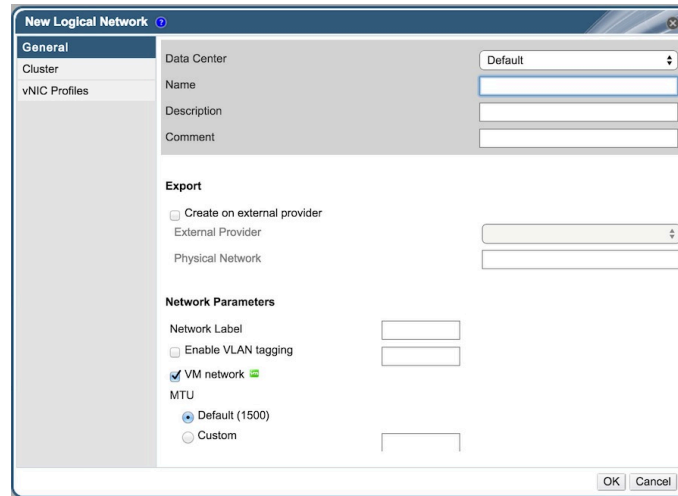 New Logical Network
General
Cluster
vNIC Profiles
Data Center
Default
Name
Description
Comment
Export
Create on external provider
External Provider
Physical Network
Network Parameters
Network Label
Enable VLAN tagging
VM network
MTU
Default (1500)
Custom
OK
Cancel